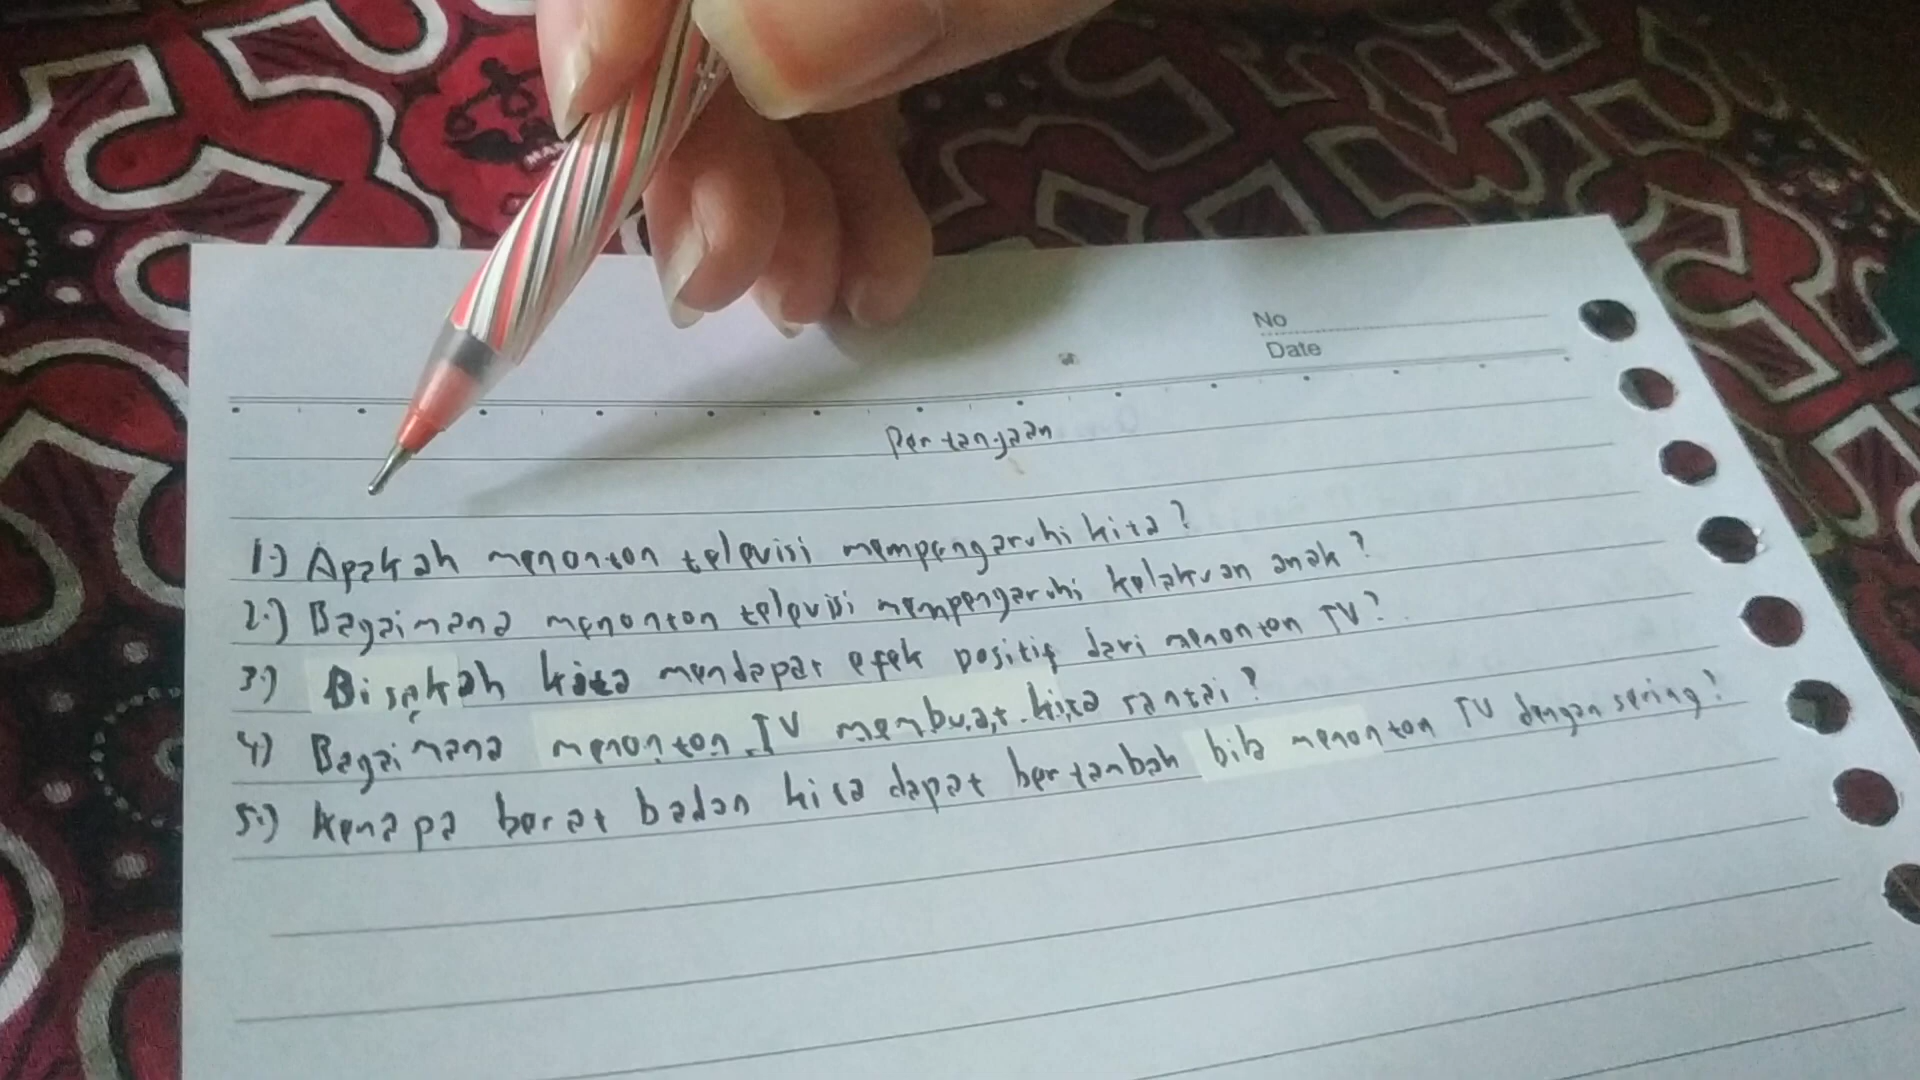 No
Date
Pertanyaan
1.) Apakah menonton televisi mempengaruhi kita?
2.) Bagaimana menonton televisi mempengaruhi kelakuan anak?
3.) Bisakah kita mendapat efek positif dari menonton TV?
4.) Bagaimana menonton TV membuat kita santai?
5.) Kenapa berat badan kita dapat bertambah bila menonton TV dengan sering?